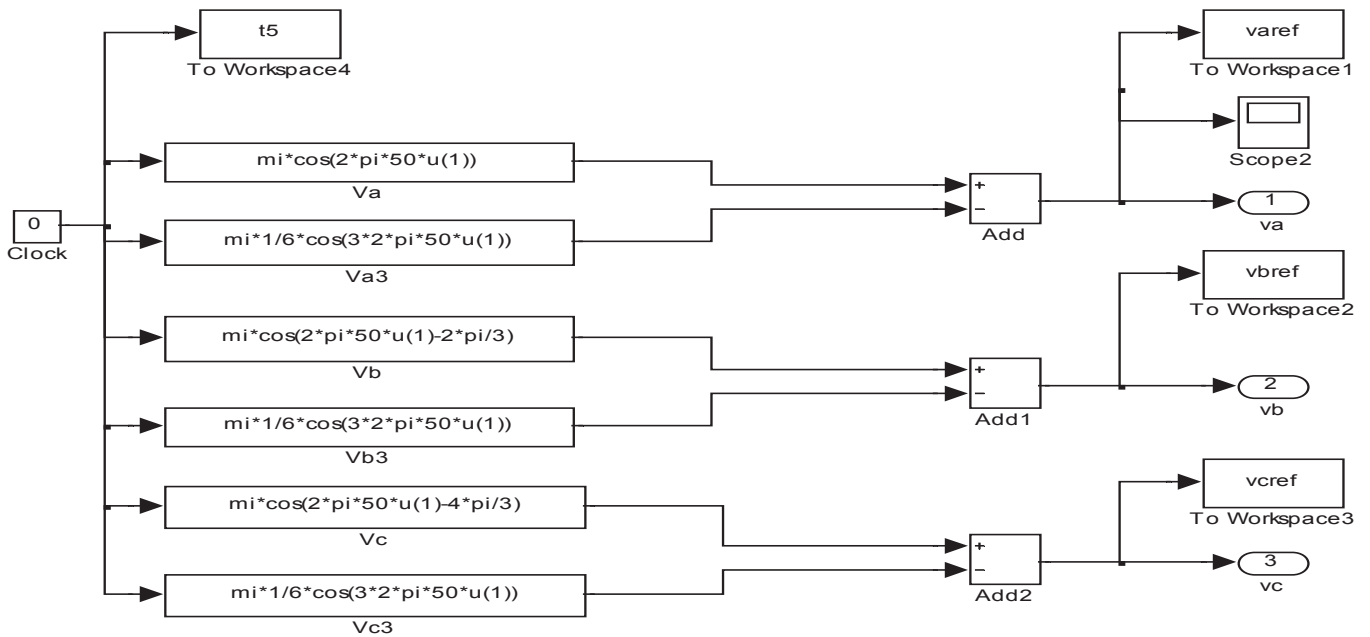 t5
To Workspace4
varef
To Workspace1
Scope2
mi*cos(2*pi*50*u(1))
Va
+
−
Add
1
va
0
Clock
mi*1/6*cos(3*2*pi*50*u(1))
Va3
vbref
To Workspace2
mi*cos(2*pi*50*u(1)-2*pi/3)
Vb
+
−
Add1
2
vb
mi*1/6*cos(3*2*pi*50*u(1))
Vb3
vcref
To Workspace3
mi*cos(2*pi*50*u(1)-4*pi/3)
Vc
+
−
Add2
3
vc
mi*1/6*cos(3*2*pi*50*u(1))
Vc3